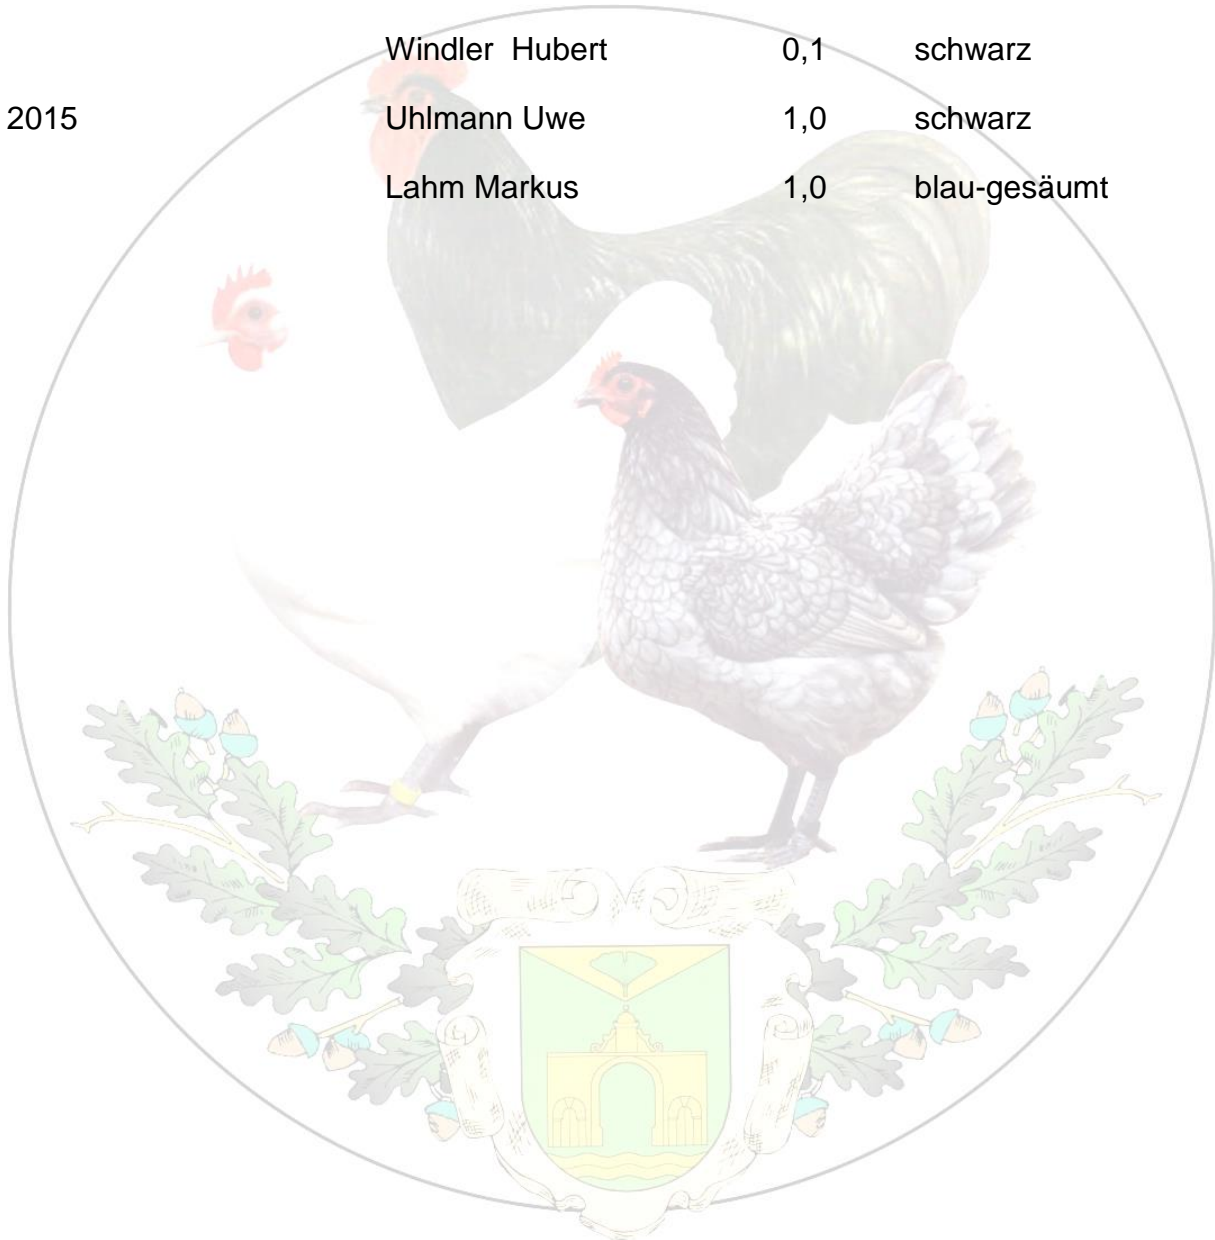 Windler  Hubert 0,1 schwarz
2015 Uhlmann Uwe 1,0 schwarz
Lahm Markus 1,0 blau-gesäumt